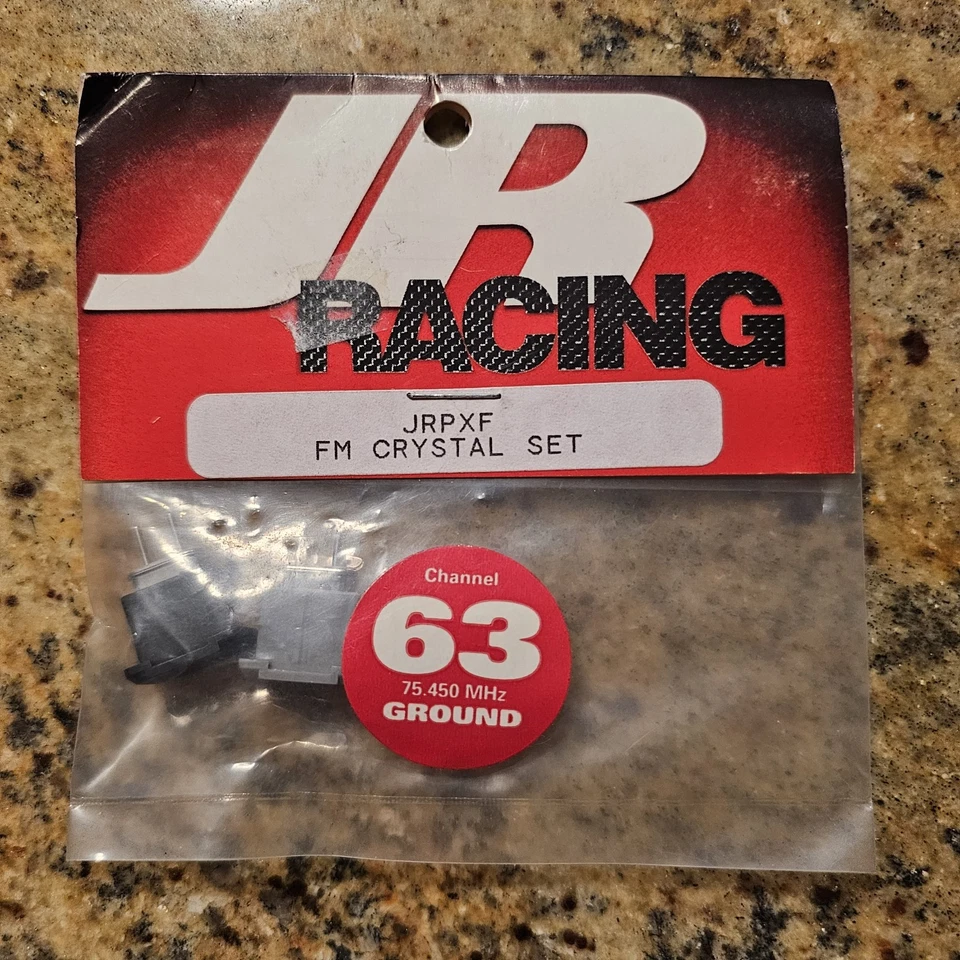 JR
RACING
JRPXF
FM CRYSTAL SET
Channel
63
75.450 MHz
GROUND